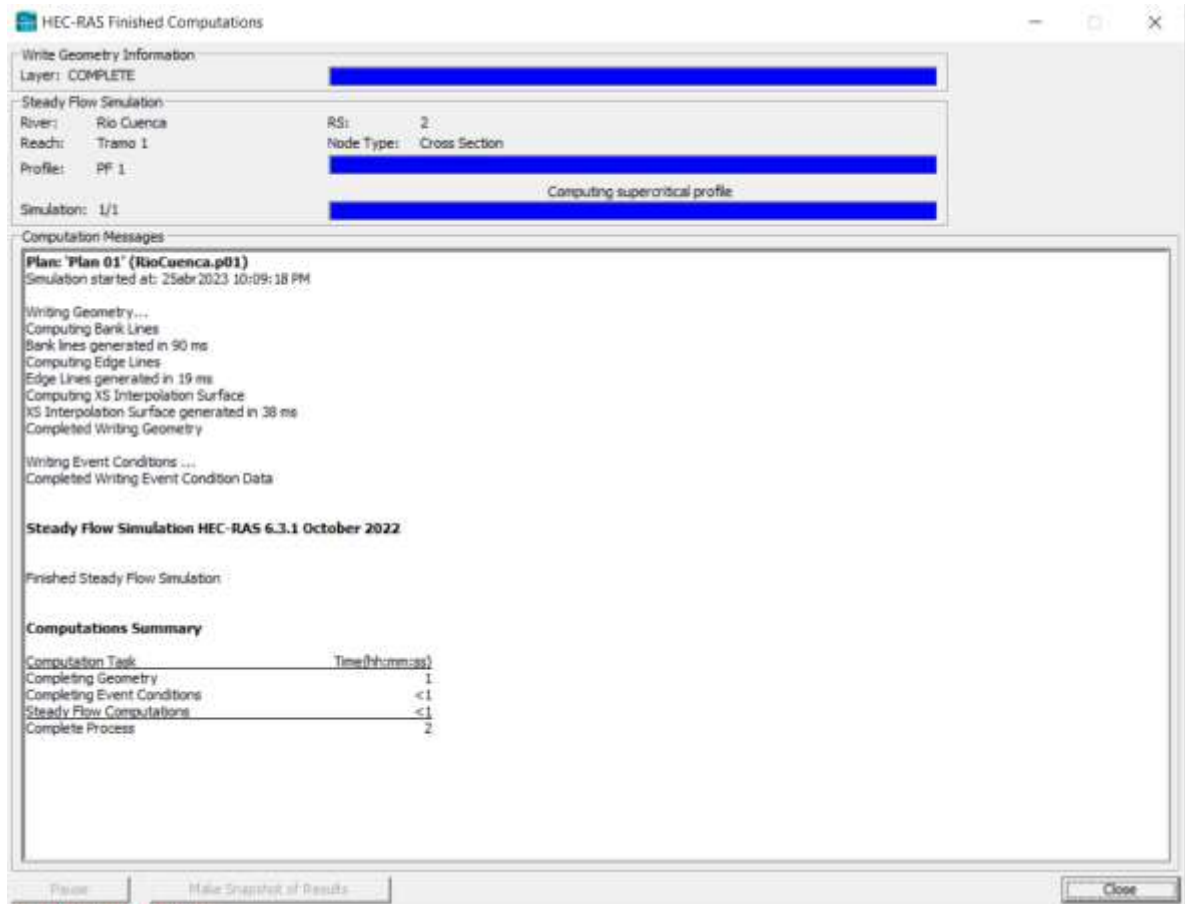 HEC-RAS Finished Computations
Write Geometry Information
Layer: COMPLETE
Steady Flow Simulation
River: Rio Cuenca RS: 2
Reach: Tramo 1 Node Type: Cross Section
Profile: PF 1
Computing supercritical profile
Simulation: 1/1
Computation Messages
Plan: 'Plan 01' (RioCuenca.p01)
Simulation started at: 25abr2023 10:09:18 PM
Writing Geometry...
Computing Bank Lines
Bank lines generated in 90 ms
Computing Edge Lines
Edge Lines generated in 19 ms
Computing XS Interpolation Surface
XS Interpolation Surface generated in 38 ms
Completed Writing Geometry
Writing Event Conditions ...
Completed Writing Event Condition Data
Steady Flow Simulation HEC-RAS 6.3.1 October 2022
Finished Steady Flow Simulation
Computations Summary
Computation Task Time(hh:mm:ss)
Completing Geometry 1
Completing Event Conditions <1
Steady Flow Computations <1
Complete Process 2
Pause Make Snapshot of Results Close